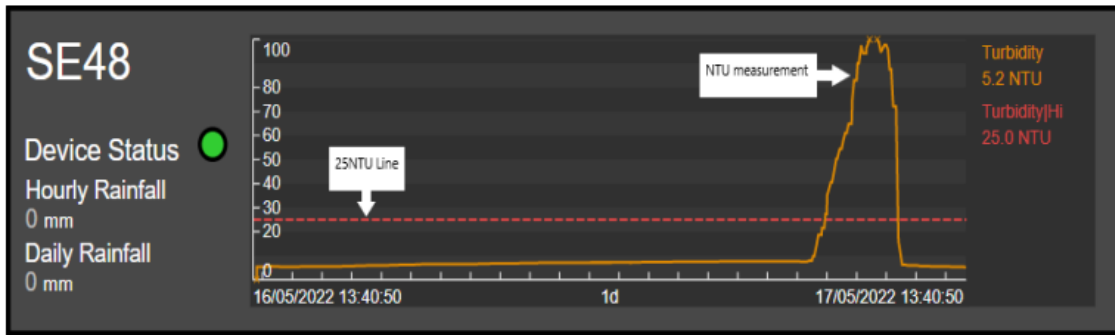 SE48
Device Status
Hourly Rainfall
0 mm
Daily Rainfall
0 mm
100
80
70
60
50
40
30
20
0
25NTU Line
NTU measurement
16/05/2022 13:40:50
1d
17/05/2022 13:40:50
Turbidity
5.2 NTU
Turbidity|Hi
25.0 NTU